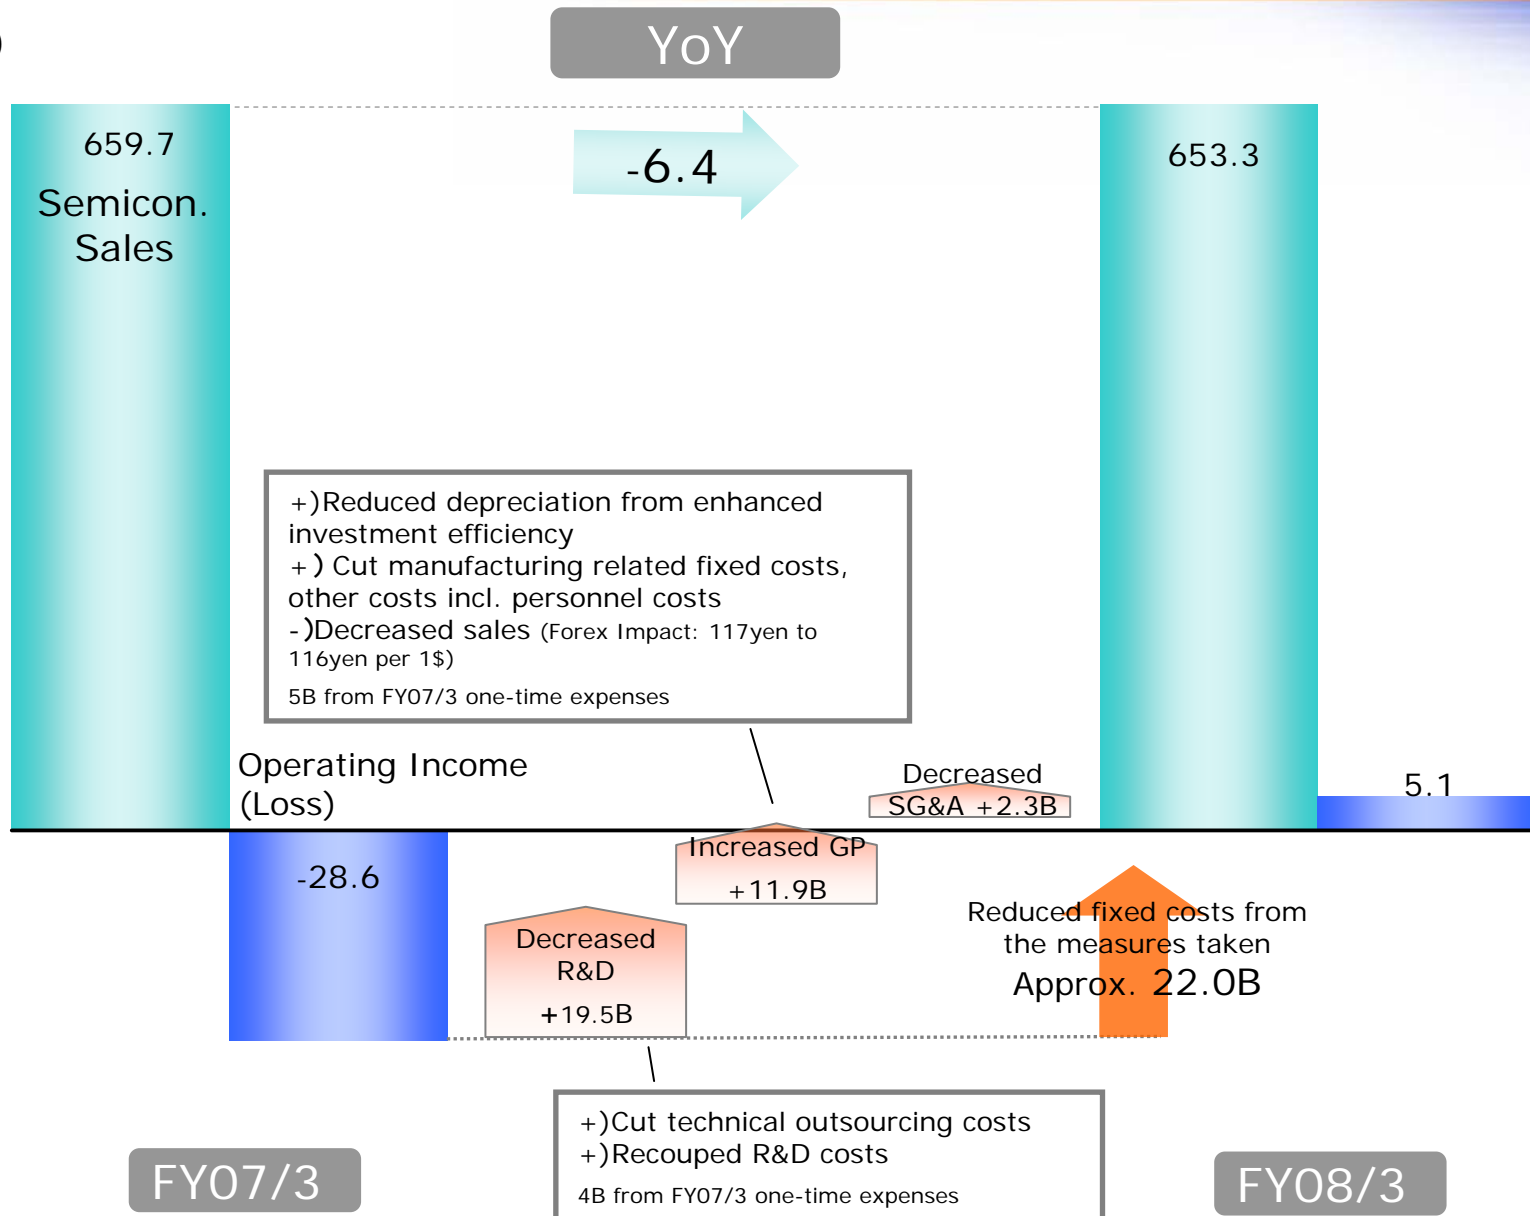 )
YoY
659.7
Semicon.
Sales
-6.4
653.3
+)Reduced depreciation from enhanced
investment efficiency
+) Cut manufacturing related fixed costs,
other costs incl. personnel costs
-)Decreased sales (Forex Impact: 117yen to
116yen per 1$)
5B from FY07/3 one-time expenses
Operating Income
(Loss)
Decreased
SG&A +2.3B
5.1
-28.6
Increased GP
+11.9B
Decreased
R&D
+19.5B
Reduced fixed costs from
the measures taken
Approx. 22.0B
+)Cut technical outsourcing costs
+)Recouped R&D costs
4B from FY07/3 one-time expenses
FY07/3
FY08/3